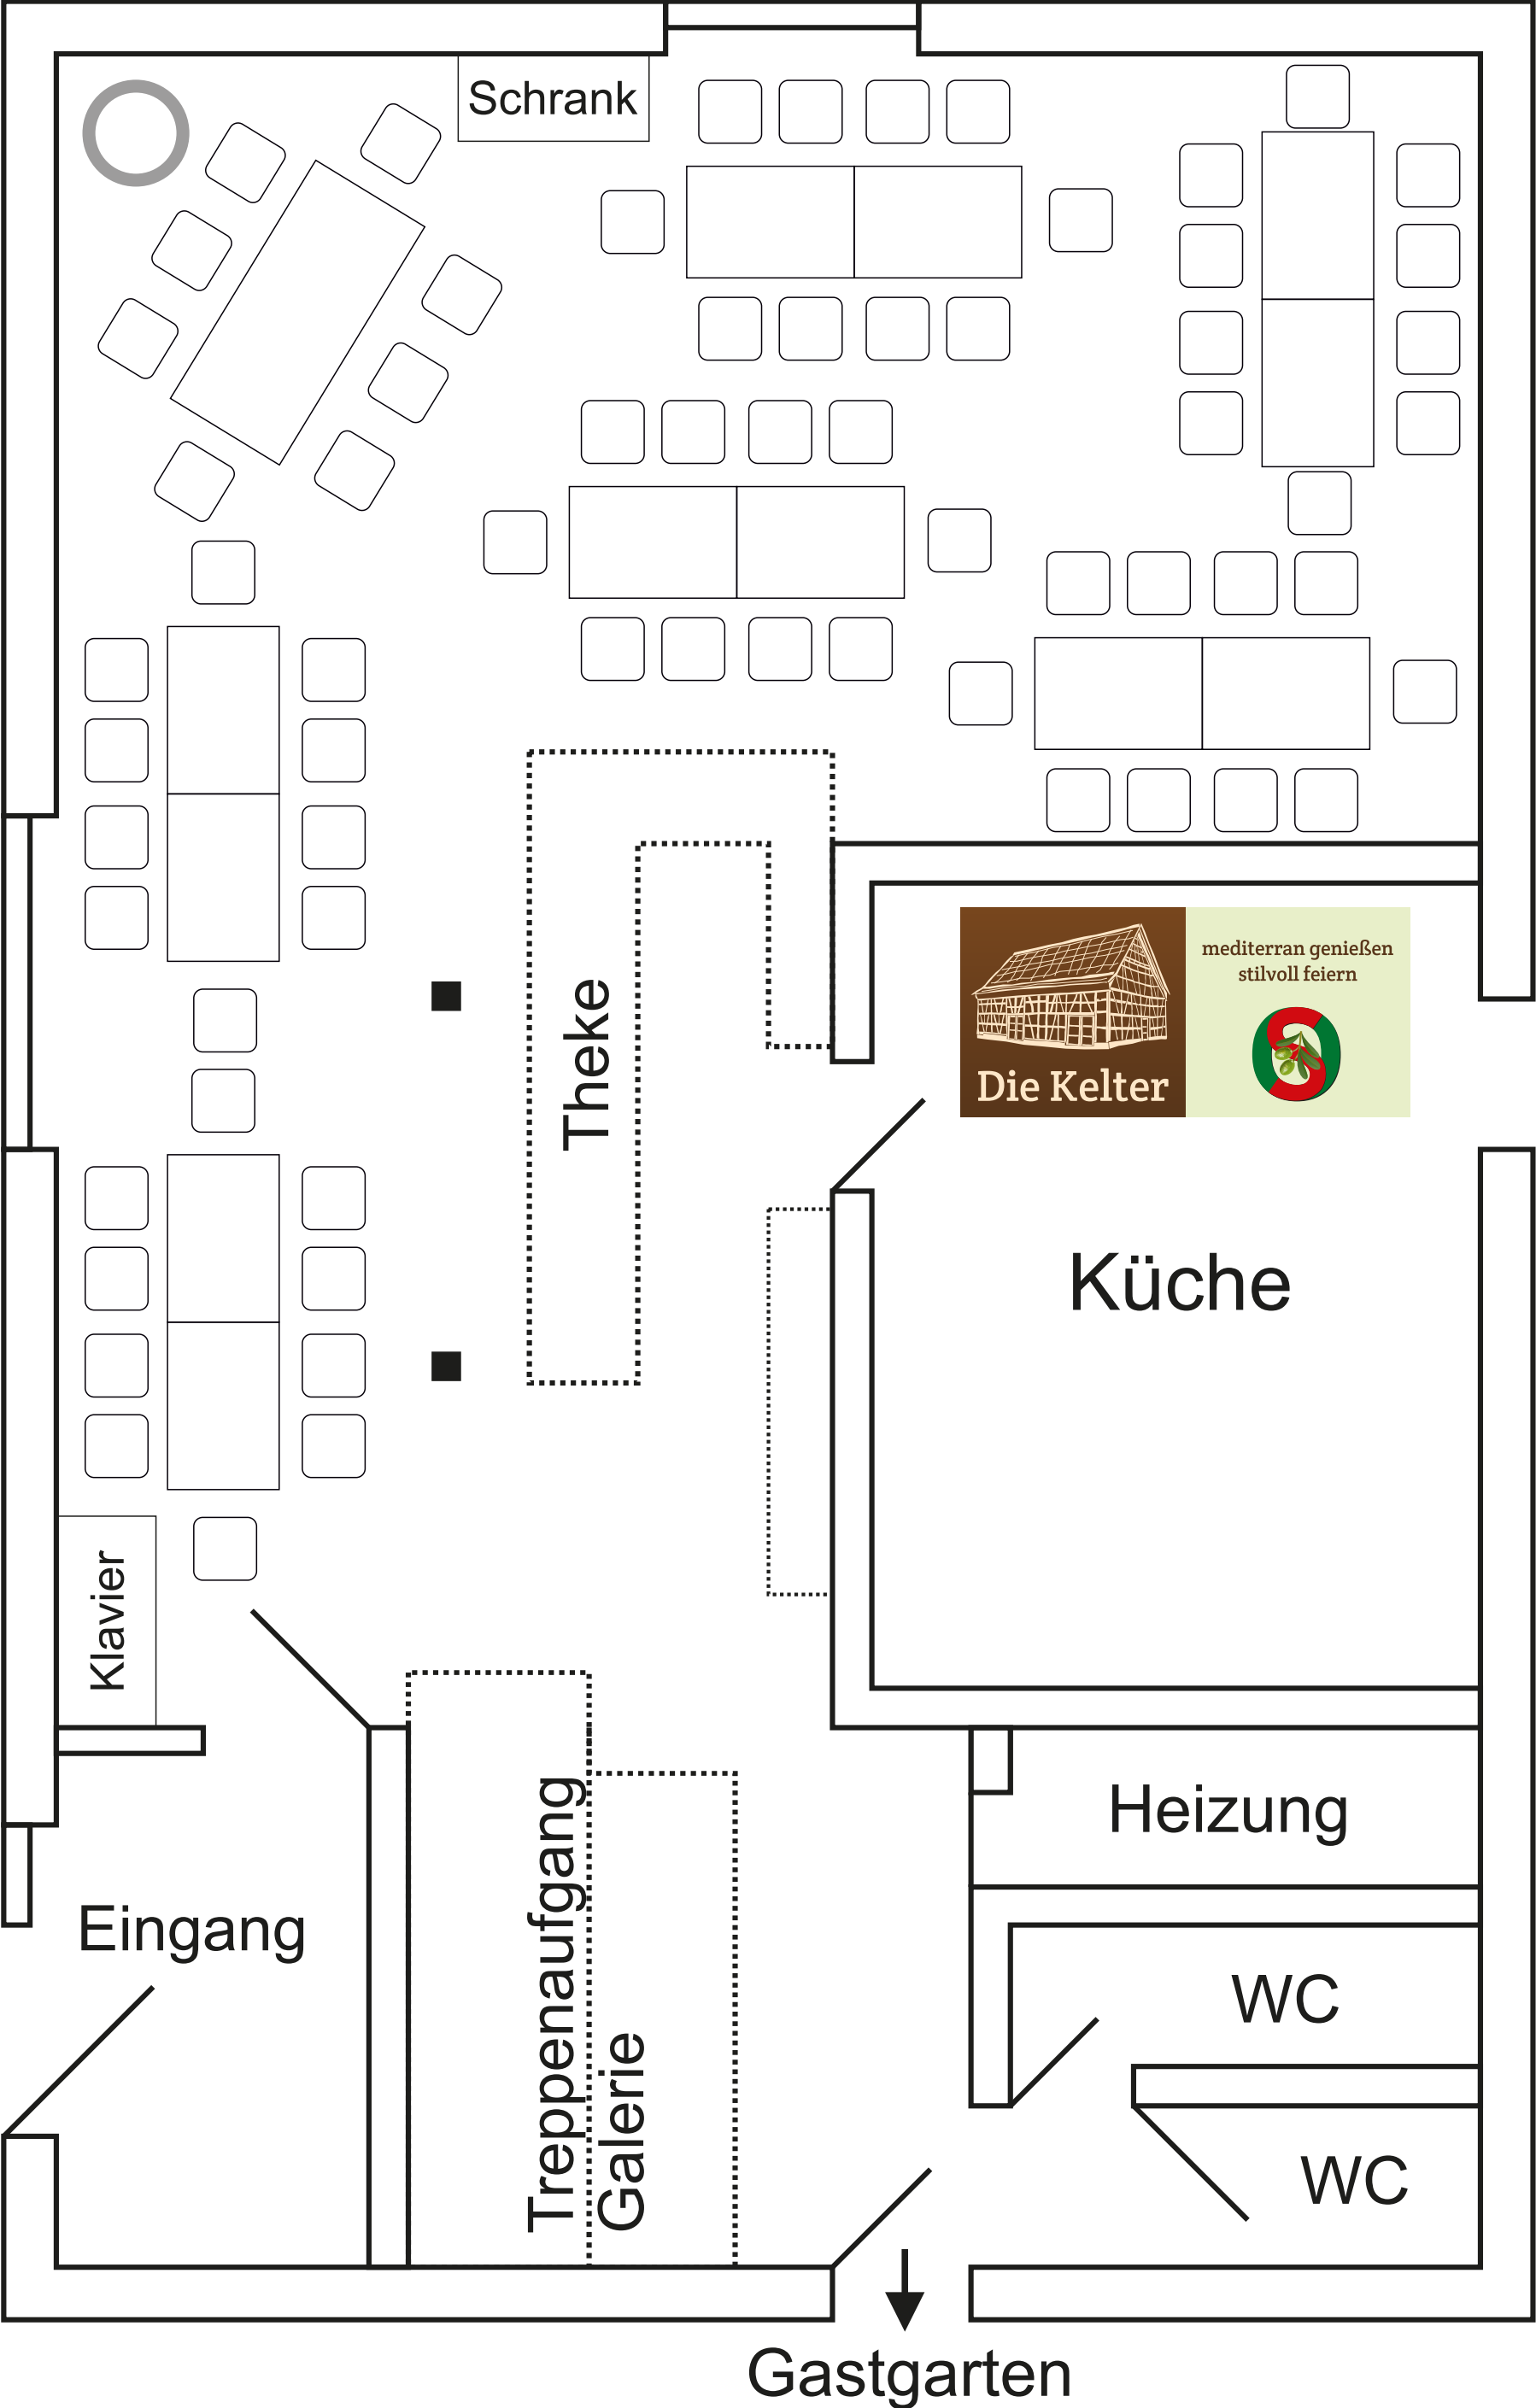 Schrank
mediterran genießen
stilvoll feiern
Die Kelter
Theke
Küche
Klavier
Heizung
Eingang
Treppenaufgang
Galerie
WC
WC
Gastgarten